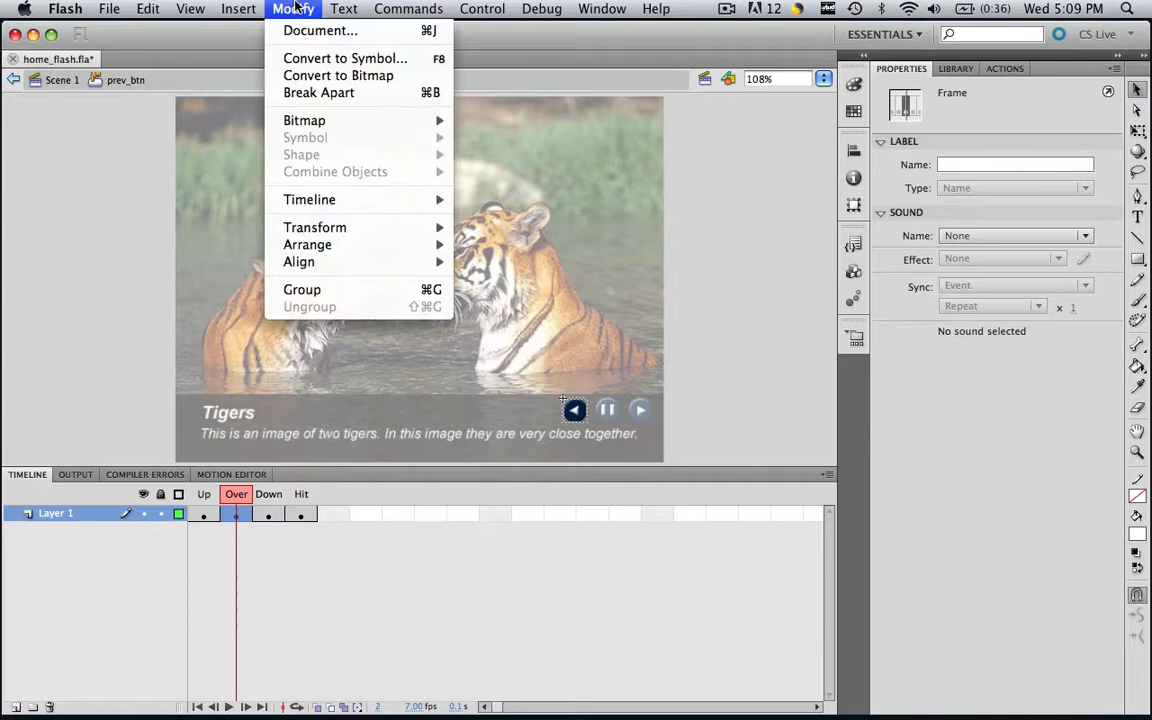 Flash File Edit View Insert Modify Text Commands Control Debug Window Help 12 (0:36) Wed 5:09 PM
Fl ESSENTIALS CS Live
home_flash.fla*
Scene 1 prev_btn 108%
Document... ⌘J
Convert to Symbol... F8
Convert to Bitmap
Break Apart ⌘B
Bitmap
Symbol
Shape
Combine Objects
Timeline
Transform
Arrange
Align
Group ⌘G
Ungroup ⇧⌘G
Tigers
This is an image of two tigers. In this image they are very close together.
PROPERTIES LIBRARY ACTIONS
Frame
LABEL
Name:
Type: Name
SOUND
Name: None
Effect: None
Sync: Event
Repeat x 1
No sound selected
TIMELINE OUTPUT COMPILER ERRORS MOTION EDITOR
Up Over Down Hit
Layer 1
2 7.00 fps 0.1 s